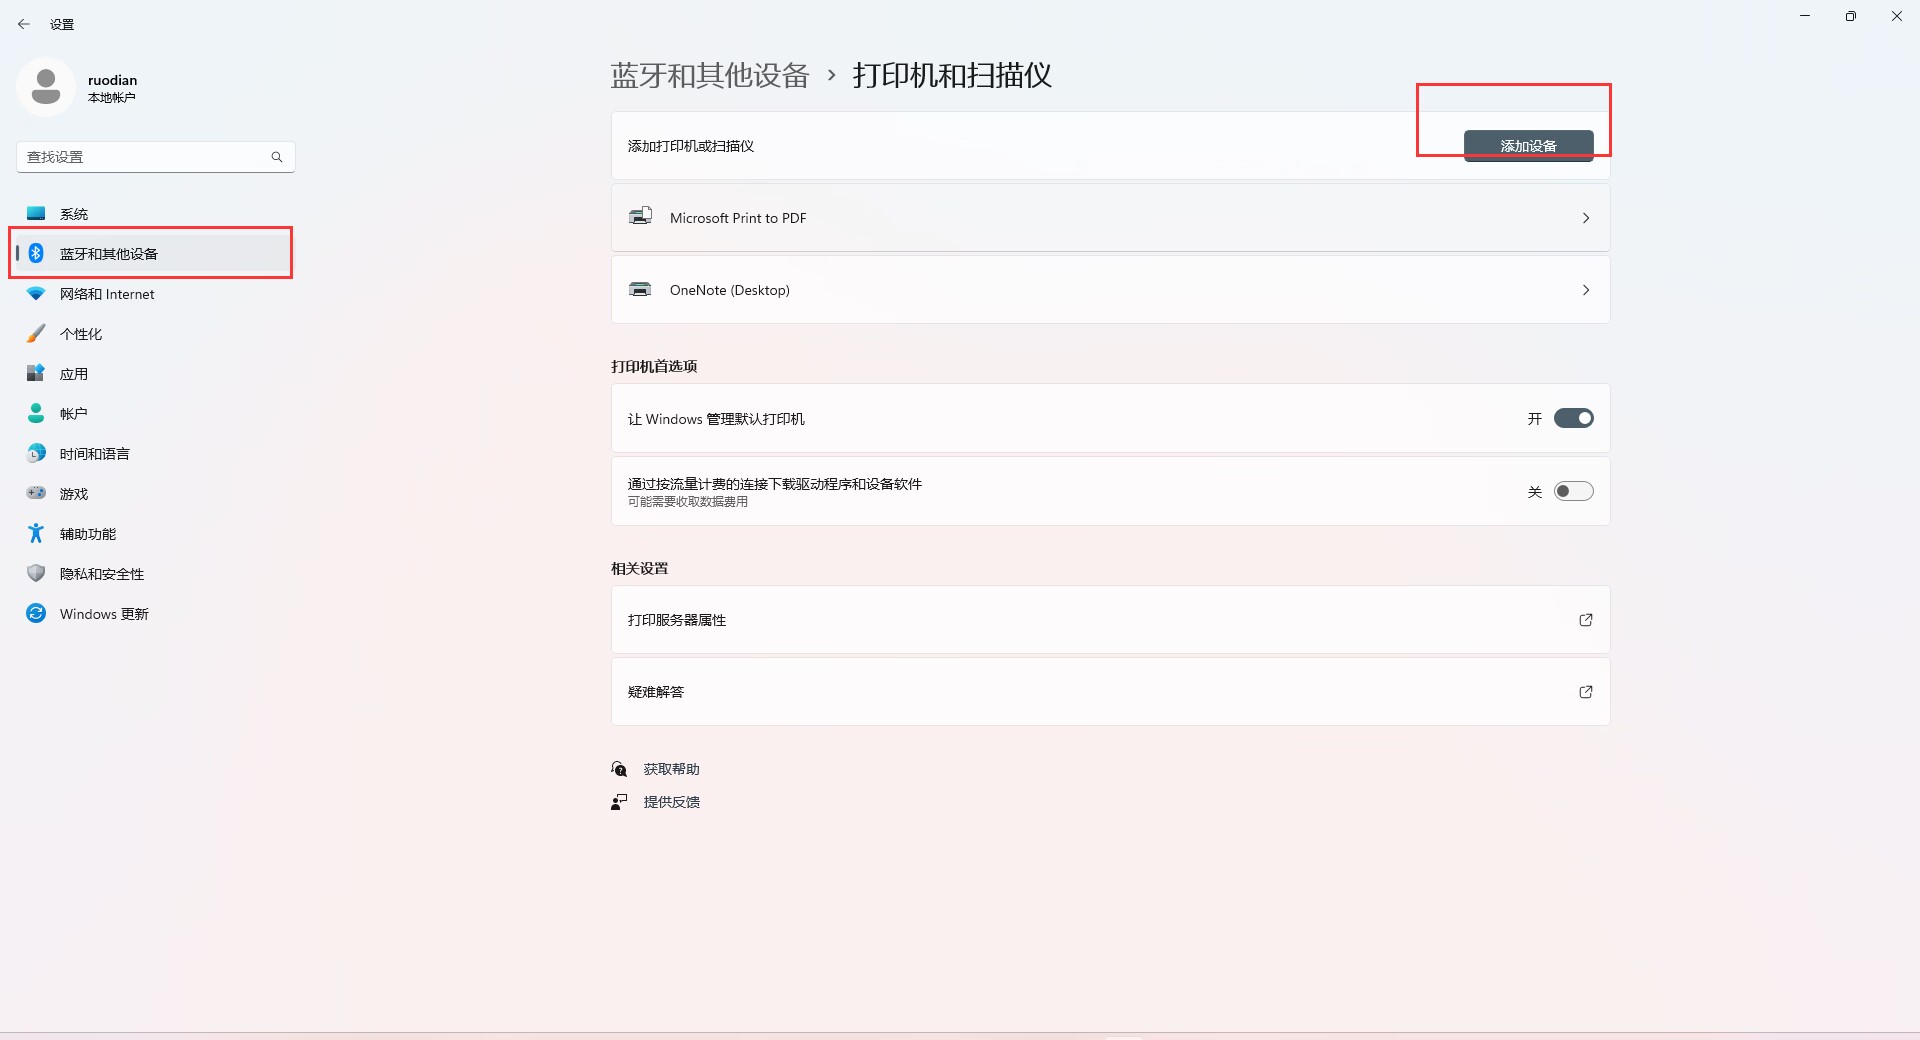 设置
ruodian
本地帐户
查找设置
系统
蓝牙和其他设备
网络和 Internet
个性化
应用
帐户
时间和语言
游戏
辅助功能
隐私和安全性
Windows 更新
蓝牙和其他设备 › 打印机和扫描仪
添加打印机或扫描仪
添加设备
Microsoft Print to PDF
OneNote (Desktop)
打印机首选项
让 Windows 管理默认打印机
开
通过按流量计费的连接下载驱动程序和设备软件
可能需要收取数据费用
关
相关设置
打印服务器属性
疑难解答
获取帮助
提供反馈